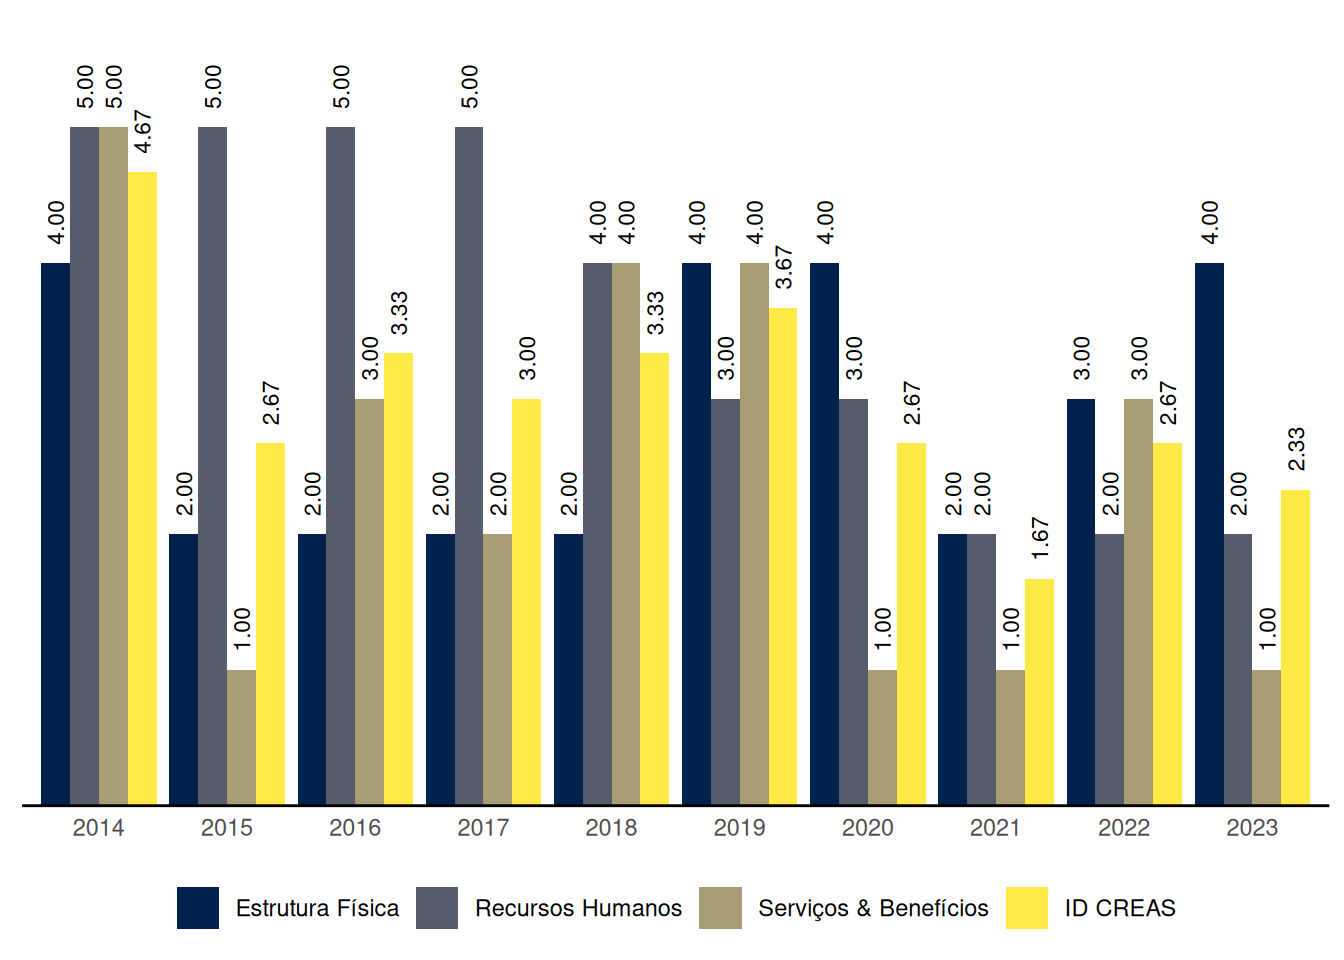 4.00 5.00 5.00 4.67
2.00 5.00 1.00 2.67
2.00 5.00 3.00 3.33
2.00 5.00 2.00 3.00
2.00 4.00 4.00 3.33
4.00 3.00 4.00 3.67
4.00 3.00 1.00 2.67
2.00 2.00 1.00 1.67
3.00 2.00 3.00 2.67
4.00 2.00 1.00 2.33
2014 2015 2016 2017 2018 2019 2020 2021 2022 2023
Estrutura Física Recursos Humanos Serviços & Benefícios ID CREAS